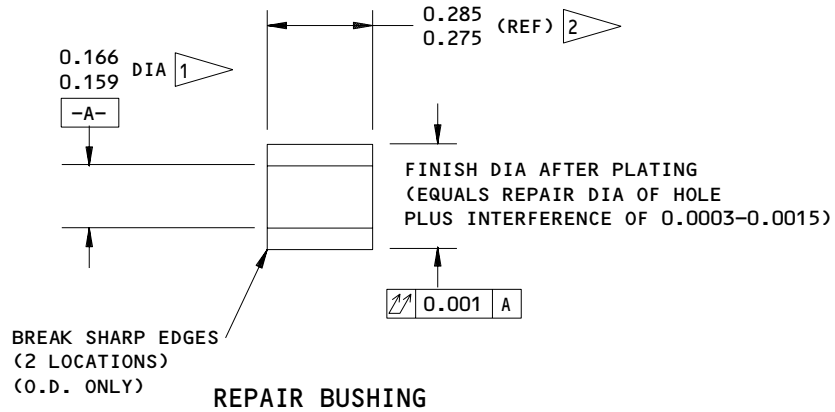 0.285
0.275 (REF) 2
0.166
0.159 DIA 1
-A-
FINISH DIA AFTER PLATING
(EQUALS REPAIR DIA OF HOLE
PLUS INTERFERENCE OF 0.0003-0.0015)
0.001 A
BREAK SHARP EDGES
(2 LOCATIONS)
(O.D. ONLY)
REPAIR BUSHING